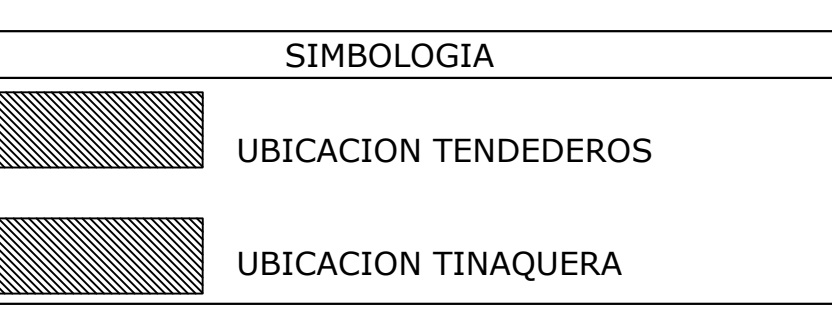 SIMBOLOGIA
UBICACION TENDEDEROS
UBICACION TINAQUERA